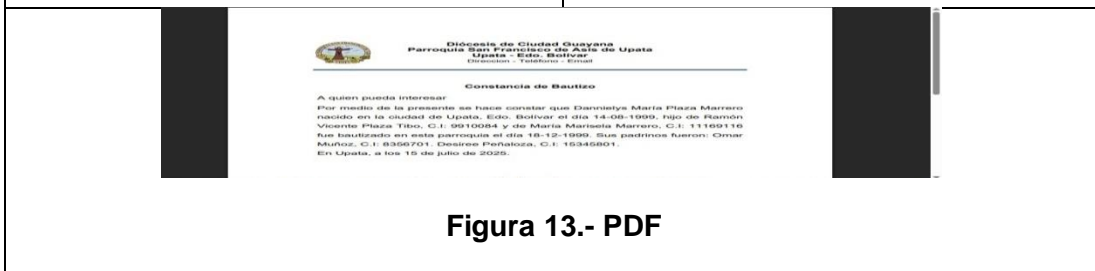 Diócesis de Ciudad Guayana
Parroquia San Francisco de Asis de Upata
Upata - Edo. Bolívar
Direccion - Teléfono - Email
Constancia de Bautizo
A quien pueda interesar
Por medio de la presente se hace constar que Dannielys María Plaza Marrero
nacido en la ciudad de Upata, Edo. Bolívar el día 14-08-1999, hijo de Ramón
Vicente Plaza Tibo, C.I: 9910084 y de María Marisela Marrero, C.I: 11169116
fue bautizado en esta parroquia el día 18-12-1999. Sus padrinos fueron: Omar
Muñoz, C.I: 8356701. Desiree Peñaloza, C.I: 15345801.
En Upata, a los 15 de julio de 2025.
Figura 13.- PDF